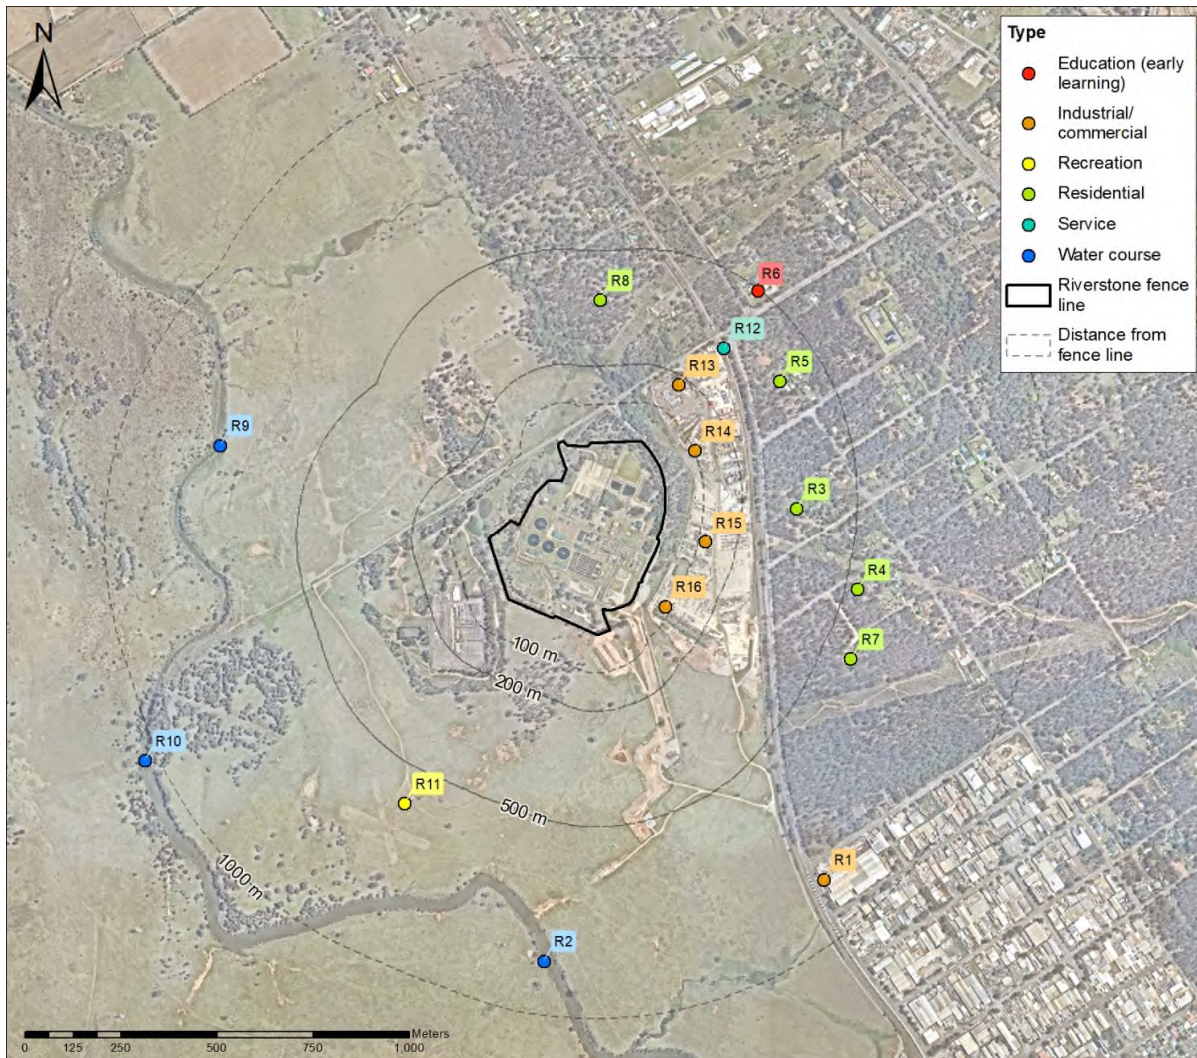 N
Type
Education (early
learning)
Industrial/
commercial
Recreation
Residential
Service
Water course
Riverstone fence
line
Distance from
fence line
R6
R8
R12
R13
R5
R9
R14
R3
R15
R4
R16
R7
100 m
200 m
R10
R11
500 m
R1
1000 m
R2
Meters
0 125 250 500 750 1,000